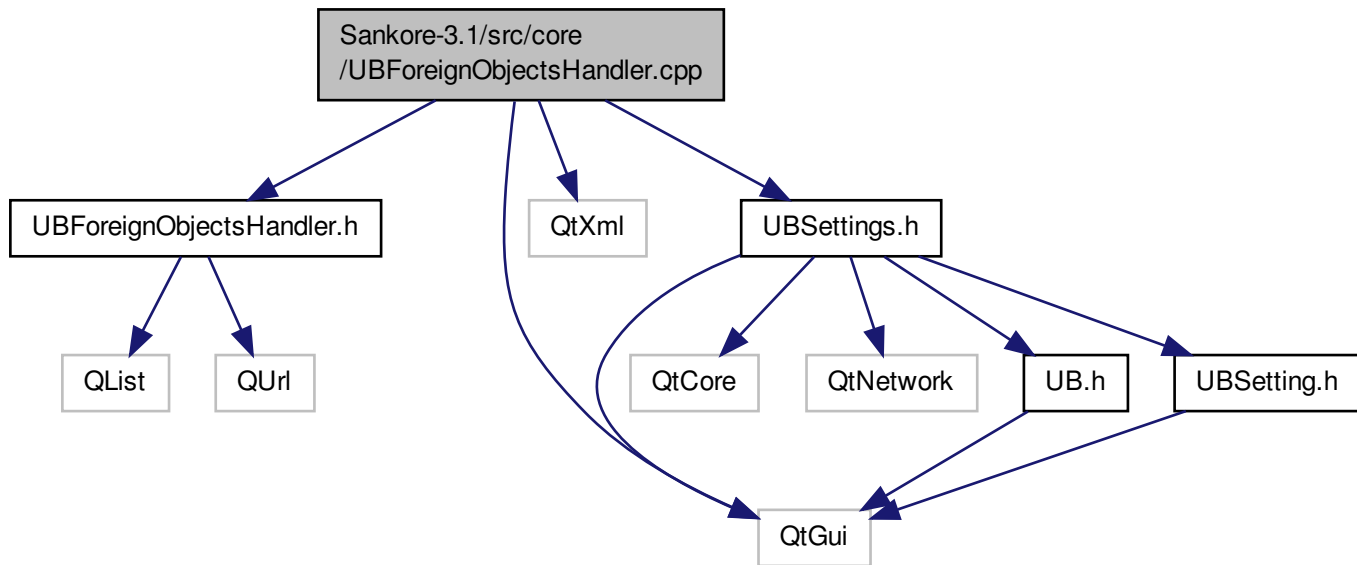 Sankore-3.1/src/core
/UBForeignObjectsHandler.cpp
UBForeignObjectsHandler.h
QtXml
UBSettings.h
QList
QUrl
QtCore
QtNetwork
UB.h
UBSetting.h
QtGui